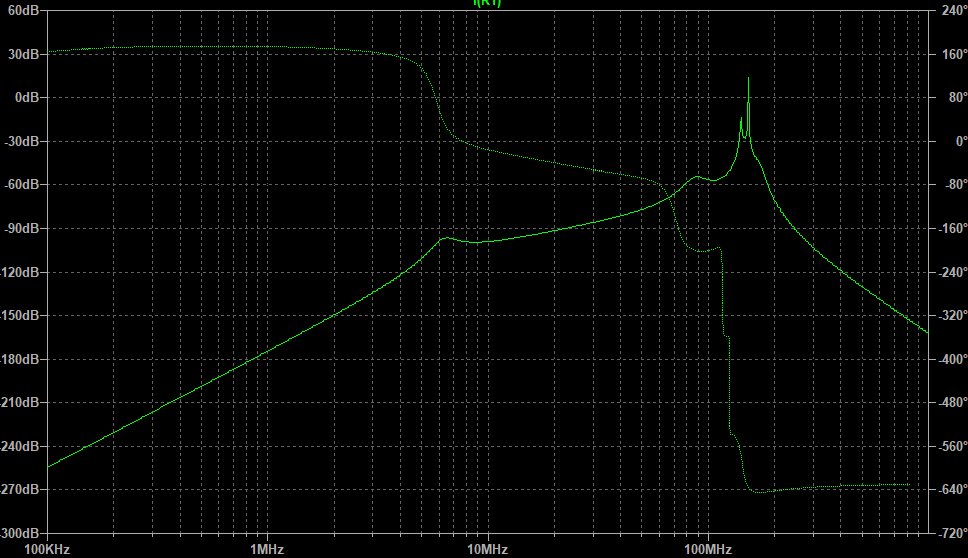 I(R1)
60dB 240°
30dB 160°
0dB 80°
-30dB 0°
-60dB -80°
-90dB -160°
120dB -240°
150dB -320°
180dB -400°
210dB -480°
240dB -560°
270dB -640°
300dB -720°
100KHz 1MHz 10MHz 100MHz